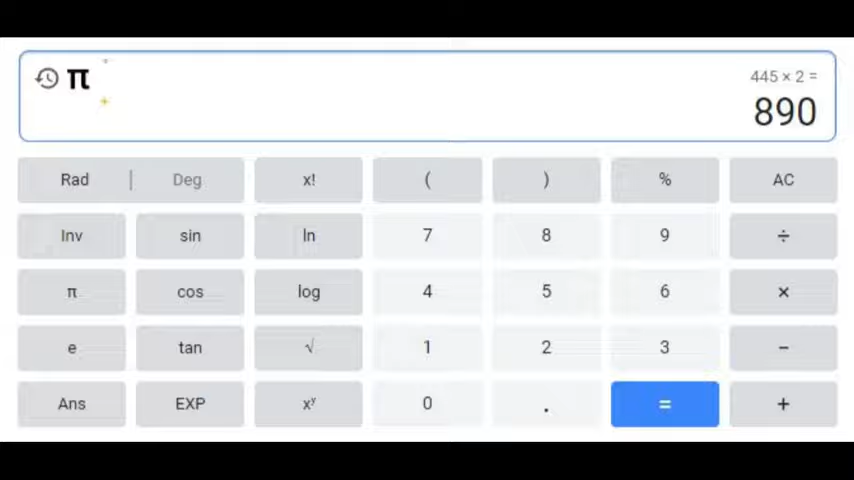 π
445 × 2 =
890
Rad | Deg x! ( ) % AC
Inv sin ln 7 8 9 ÷
π cos log 4 5 6 ×
e tan √ 1 2 3 −
Ans EXP xʸ 0 . = +